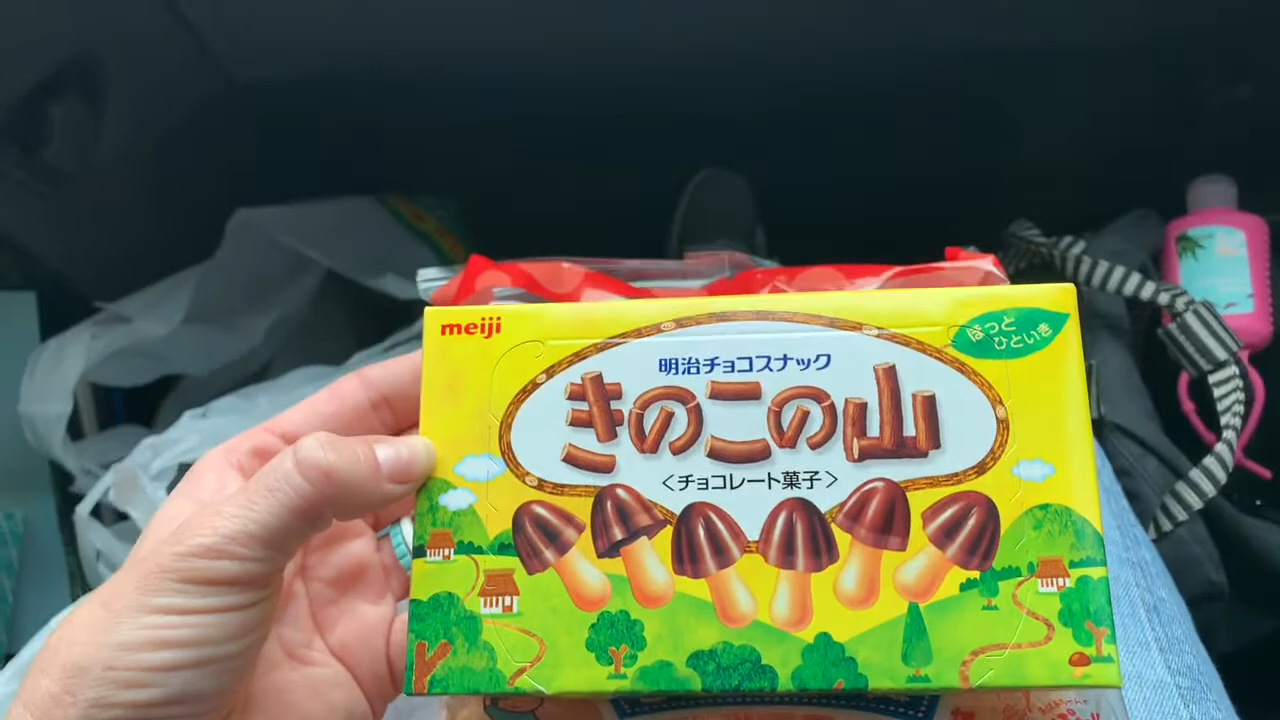 meiji
ほっと
ひといき
明治チョコスナック
きのこの山
〈チョコレート菓子〉